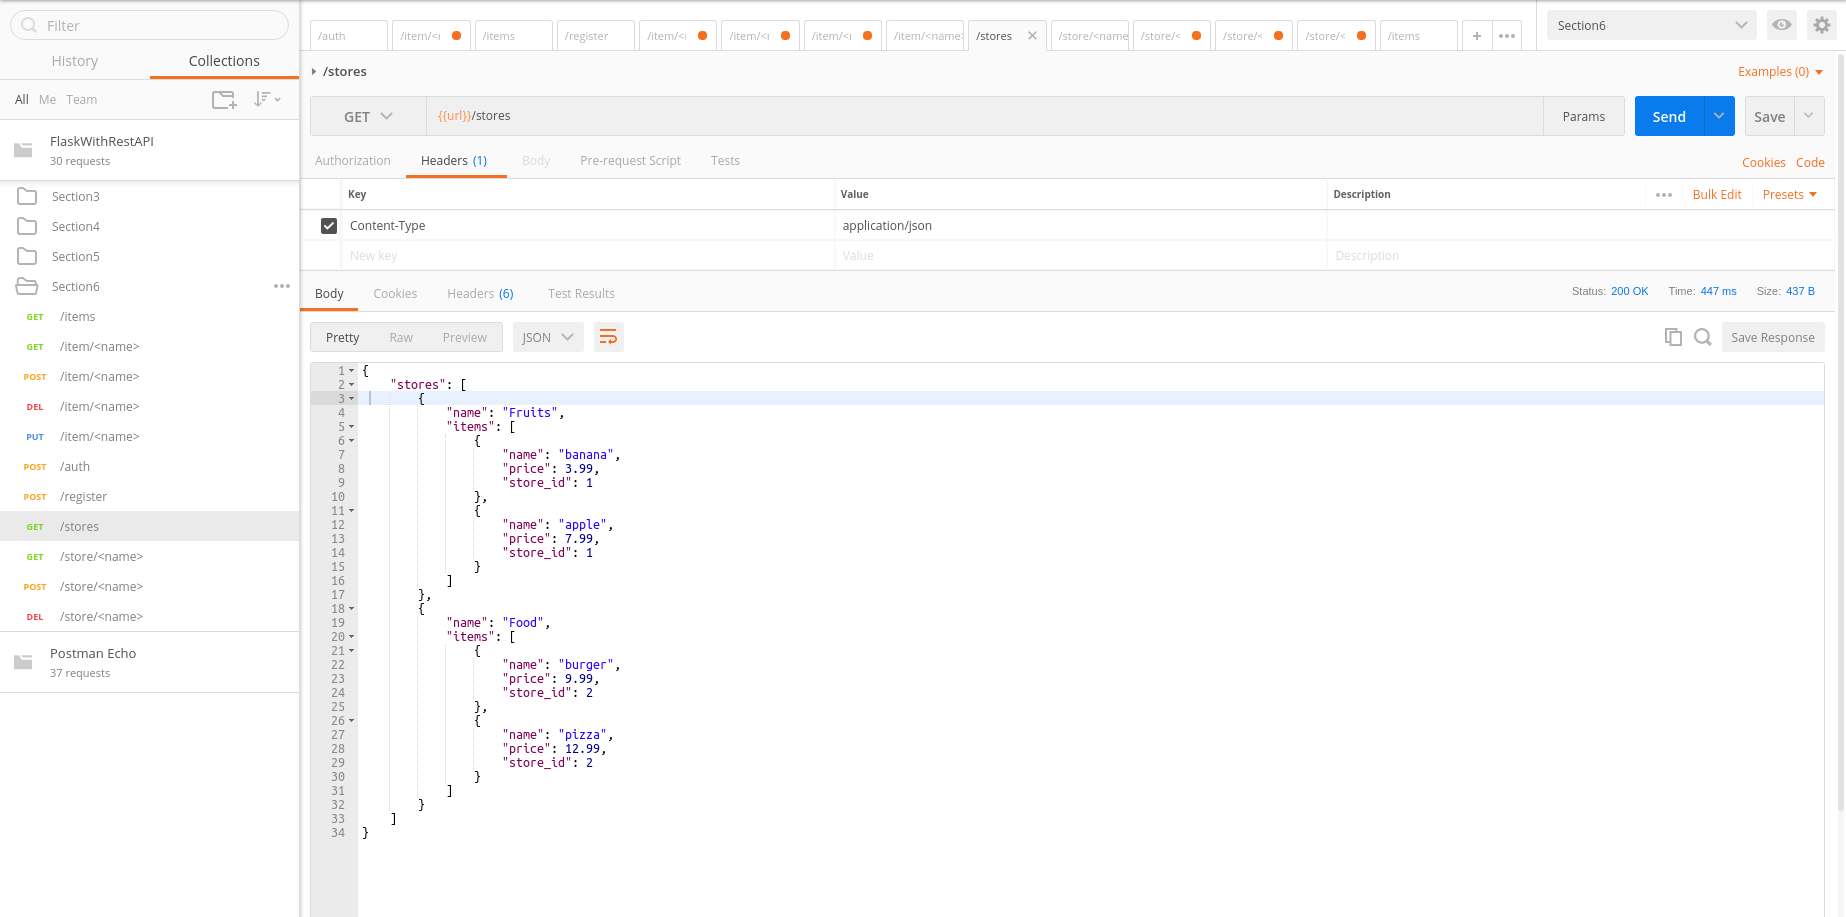 Filter
History
Collections
All
Me
Team
FlaskWithRestAPI
30 requests
Section3
Section4
Section5
Section6
GET /items
GET /item/<name>
POST /item/<name>
DEL /item/<name>
PUT /item/<name>
POST /auth
POST /register
GET /stores
GET /store/<name>
POST /store/<name>
DEL /store/<name>
Postman Echo
37 requests
/auth
/item/<
/items
/register
/item/<
/item/<
/item/<
/item/<name>
/stores
/store/<name
/store/<
/store/<
/store/<
/items
Section6
/stores
Examples (0)
GET
{{url}}/stores
Params
Send
Save
Authorization
Headers (1)
Body
Pre-request Script
Tests
Cookies
Code
Key
Value
Description
Bulk Edit
Presets
Content-Type
application/json
New key
Value
Description
Body
Cookies
Headers (6)
Test Results
Status: 200 OK
Time: 447 ms
Size: 437 B
Pretty
Raw
Preview
JSON
Save Response
1 {
2 "stores": [
3 {
4 "name": "Fruits",
5 "items": [
6 {
7 "name": "banana",
8 "price": 3.99,
9 "store_id": 1
10 },
11 {
12 "name": "apple",
13 "price": 7.99,
14 "store_id": 1
15 }
16 ]
17 },
18 {
19 "name": "Food",
20 "items": [
21 {
22 "name": "burger",
23 "price": 9.99,
24 "store_id": 2
25 },
26 {
27 "name": "pizza",
28 "price": 12.99,
29 "store_id": 2
30 }
31 ]
32 }
33 ]
34 }